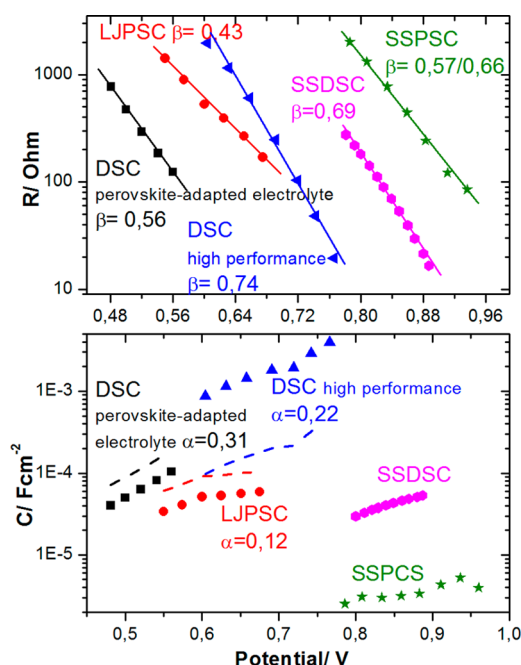 LJPSC β= 0,43
SSPSC
β= 0,57/0,66
SSDSC
β=0,69
DSC
perovskite-adapted electrolyte
β= 0,56
DSC
high performance
β= 0,74
R/ Ohm
1000
100
10
0,48 0,56 0,64 0,72 0,80 0,88 0,96
DSC
perovskite-adapted
electrolyte α=0,31
DSC high performance
α=0,22
SSDSC
LJPSC
α=0,12
SSPCS
C/ Fcm⁻²
1E-3
1E-4
1E-5
0,5 0,6 0,7 0,8 0,9 1,0
Potential/ V